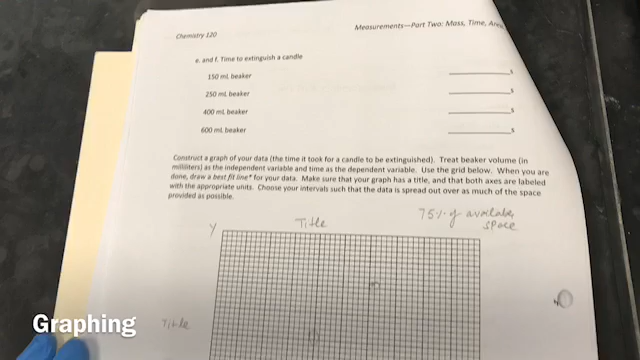 Chemistry 120
Measurements—Part Two: Mass, Time, Area,
e. and f. Time to extinguish a candle
150 mL beaker s
250 mL beaker s
400 mL beaker s
600 mL beaker s
Construct a graph of your data (the time it took for a candle to be extinguished). Treat beaker volume (in
milliliters) as the independent variable and time as the dependent variable. Use the grid below. When you are
done, draw a best fit line* for your data. Make sure that your graph has a title, and that both axes are labeled
with the appropriate units. Choose your intervals such that the data is spread out over as much of the space
provided as possible.
75% of available
space
Title
Y
Title
Graphing